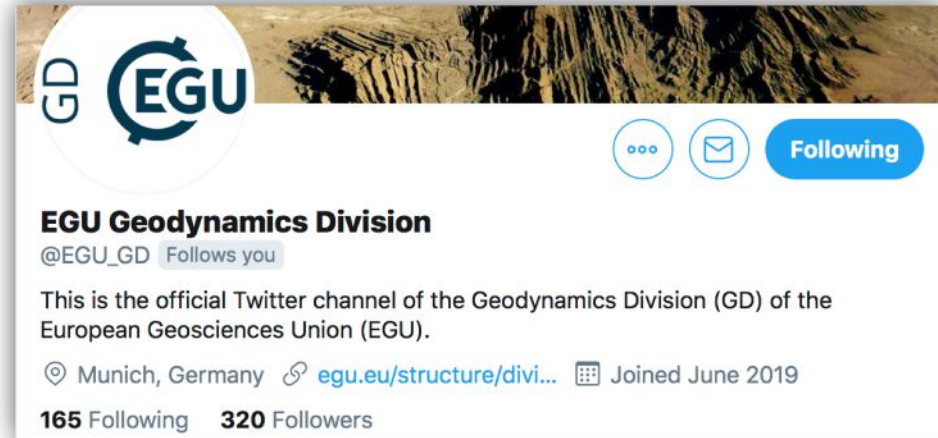 GD
EGU
Following
EGU Geodynamics Division
@EGU_GD Follows you
This is the official Twitter channel of the Geodynamics Division (GD) of the
European Geosciences Union (EGU).
Munich, Germany egu.eu/structure/divi... Joined June 2019
165 Following 320 Followers